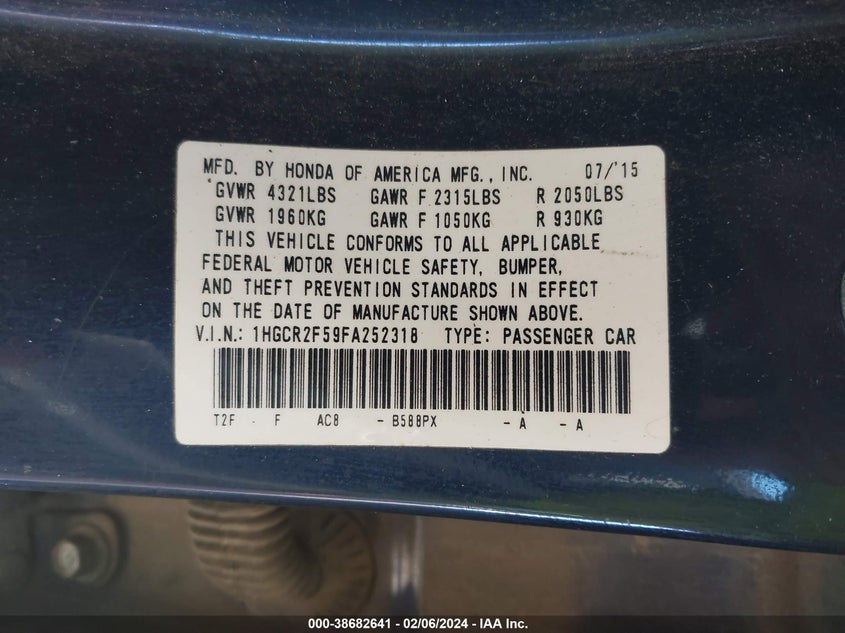 MFD. BY HONDA OF AMERICA MFG., INC. 07/'15
GVWR 4321LBS GAWR F 2315LBS R 2050LBS
GVWR 1960KG GAWR F 1050KG R 930KG
THIS VEHICLE CONFORMS TO ALL APPLICABLE
FEDERAL MOTOR VEHICLE SAFETY, BUMPER,
AND THEFT PREVENTION STANDARDS IN EFFECT
ON THE DATE OF MANUFACTURE SHOWN ABOVE.
V.I.N.: 1HGCR2F59FA252318 TYPE: PASSENGER CAR
T2F - F AC8 - B588PX - A - A
000-38682641 - 02/06/2024 - IAA Inc.